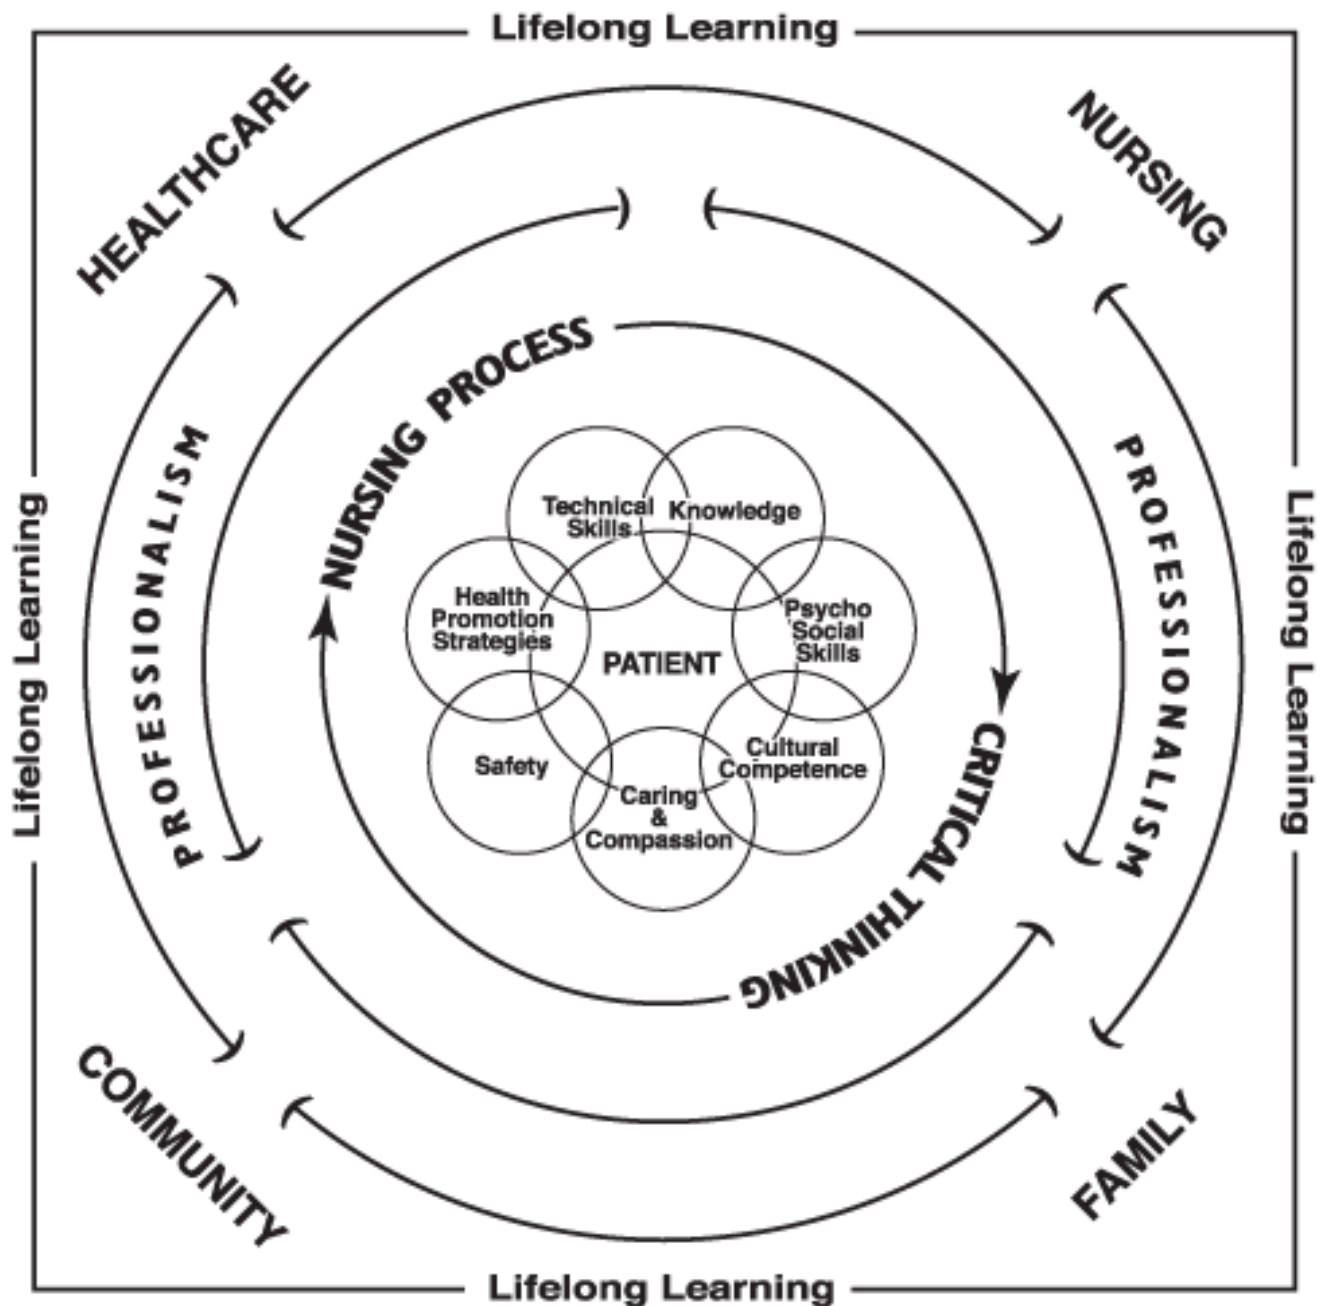 Lifelong Learning
HEALTHCARE
NURSING
NURSING PROCESS
Technical
Skills
Knowledge
PROFESSIONALISM
PROFESSIONALISM
Lifelong Learning
Lifelong Learning
Health
Promotion
Strategies
Psycho
Social
Skills
PATIENT
Safety
Cultural
Competence
Caring
&
Compassion
CRITICAL THINKING
COMMUNITY
FAMILY
Lifelong Learning